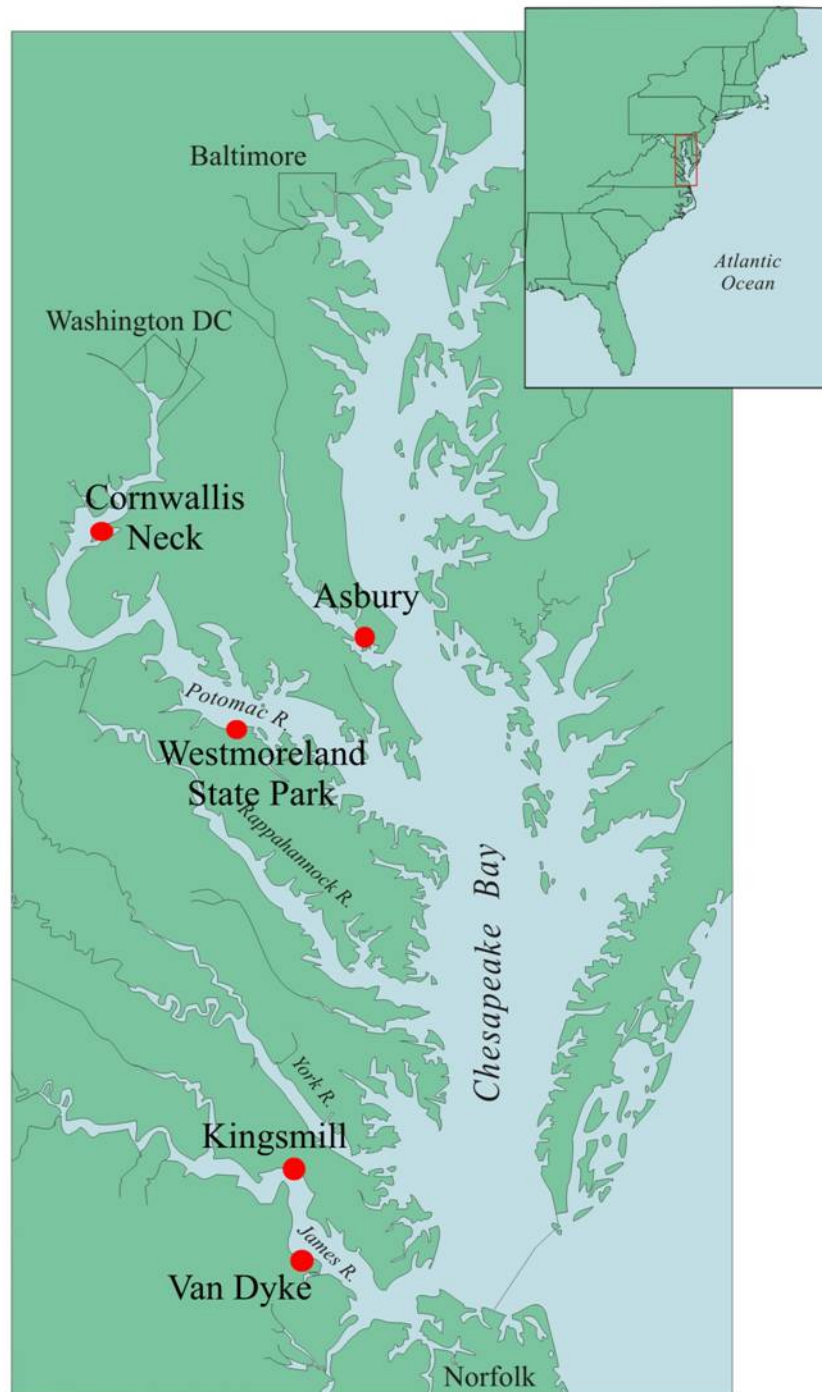 Baltimore
Atlantic
Ocean
Washington DC
Cornwallis
Neck
Asbury
Potomac R.
Westmoreland
State Park
Rappahannock R.
Chesapeake Bay
York R.
Kingsmill
James R.
Van Dyke
Norfolk